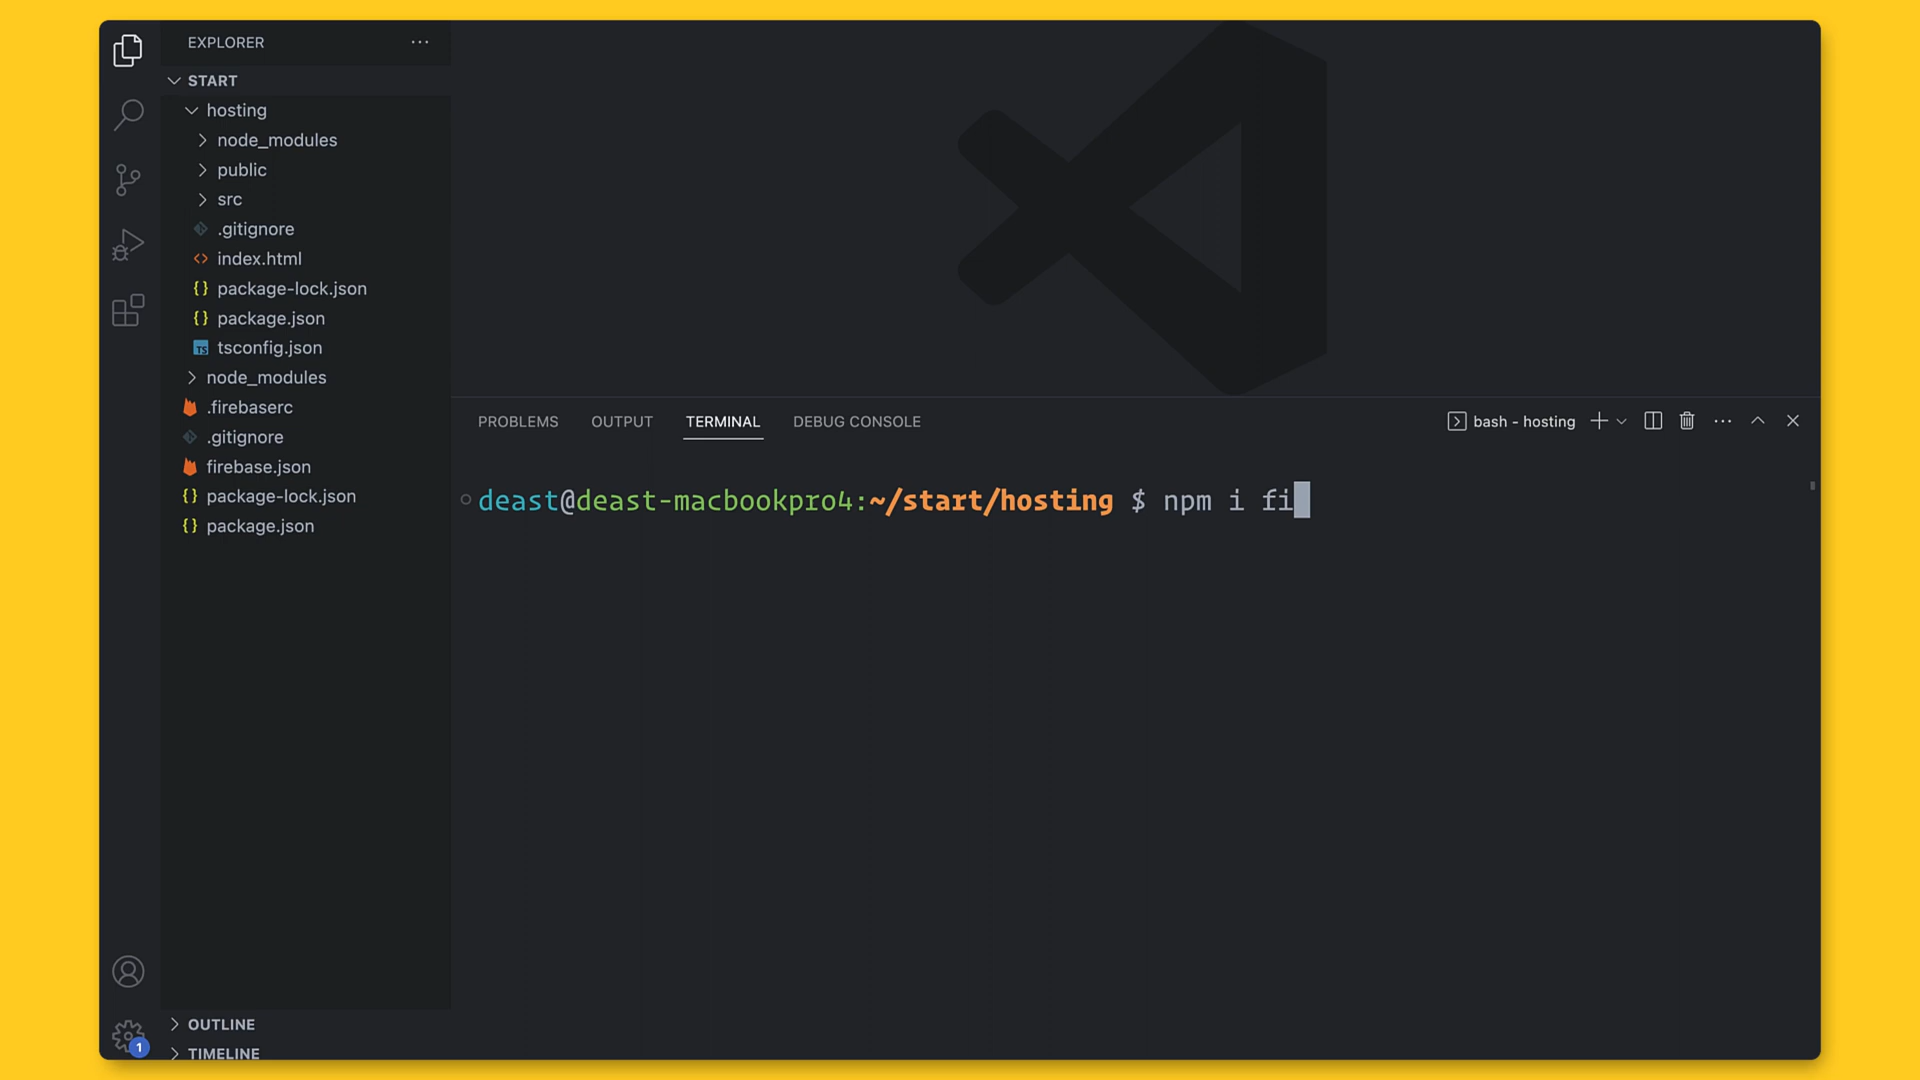 EXPLORER
START
hosting
node_modules
public
src
.gitignore
index.html
package-lock.json
package.json
TS tsconfig.json
node_modules
.firebaserc
.gitignore
firebase.json
package-lock.json
package.json
OUTLINE
TIMELINE
1
PROBLEMS OUTPUT TERMINAL DEBUG CONSOLE bash - hosting
deast@deast-macbookpro4:~/start/hosting $ npm i fi